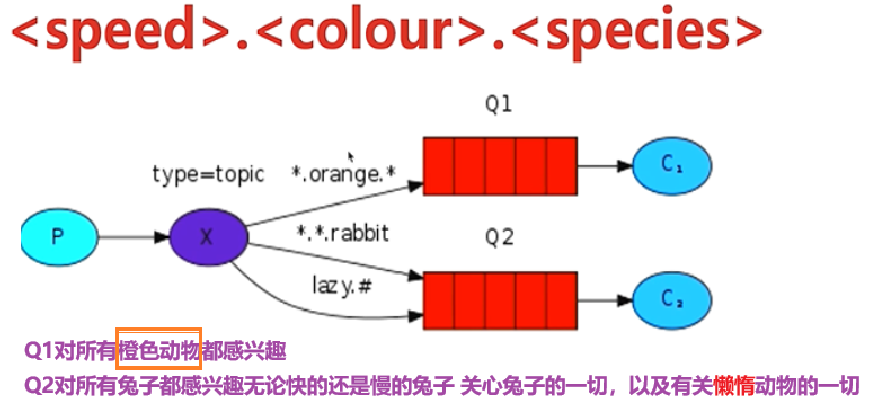 <speed>.<colour>.<species>
Q1
type=topic
*.orange.*
C₁
P
X
*.*.rabbit
Q2
lazy.#
C₂
Q1对所有橙色动物都感兴趣
Q2对所有兔子都感兴趣无论快的还是慢的兔子 关心兔子的一切，以及有关懒惰动物的一切